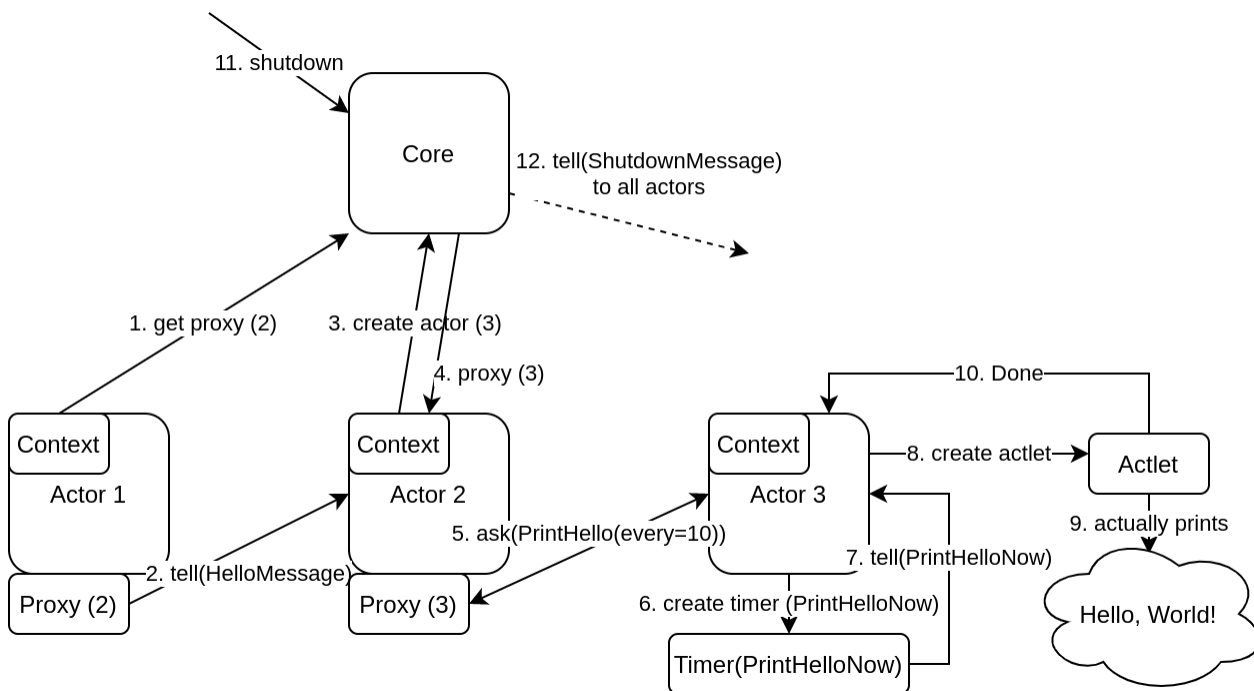 11. shutdown
Core
12. tell(ShutdownMessage)
to all actors
1. get proxy (2)
3. create actor (3)
4. proxy (3)
10. Done
Context
Actor 1
Context
Actor 2
Context
Actor 3
8. create actlet
Actlet
5. ask(PrintHello(every=10))
9. actually prints
2. tell(HelloMessage)
7. tell(PrintHelloNow)
Proxy (2)
Proxy (3)
6. create timer (PrintHelloNow)
Hello, World!
Timer(PrintHelloNow)